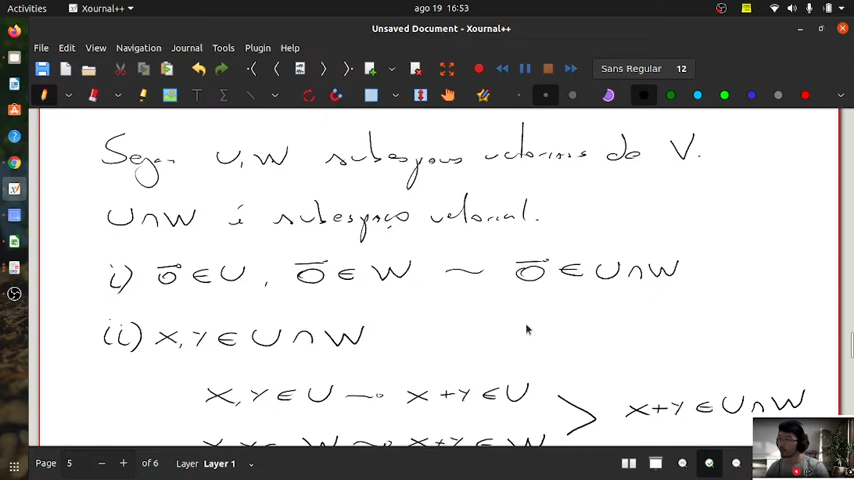 Activities Xournal++ ago 19 16:53
Unsaved Document - Xournal++
File Edit View Navigation Journal Tools Plugin Help
Sans Regular 12
Sejam U, W subespaços vetoriais de V.
U∩W é subespaço vetorial.
i) 0̅ ∈ U, 0̅ ∈ W ~ 0̅ ∈ U∩W
ii) X, Y ∈ U ∩ W
X, Y ∈ U ⟿ X+Y ∈ U
X+Y ∈ U∩W
X, Y ∈ W ⟿ X+Y ∈ W
Page 5 of 6 Layer Layer 1